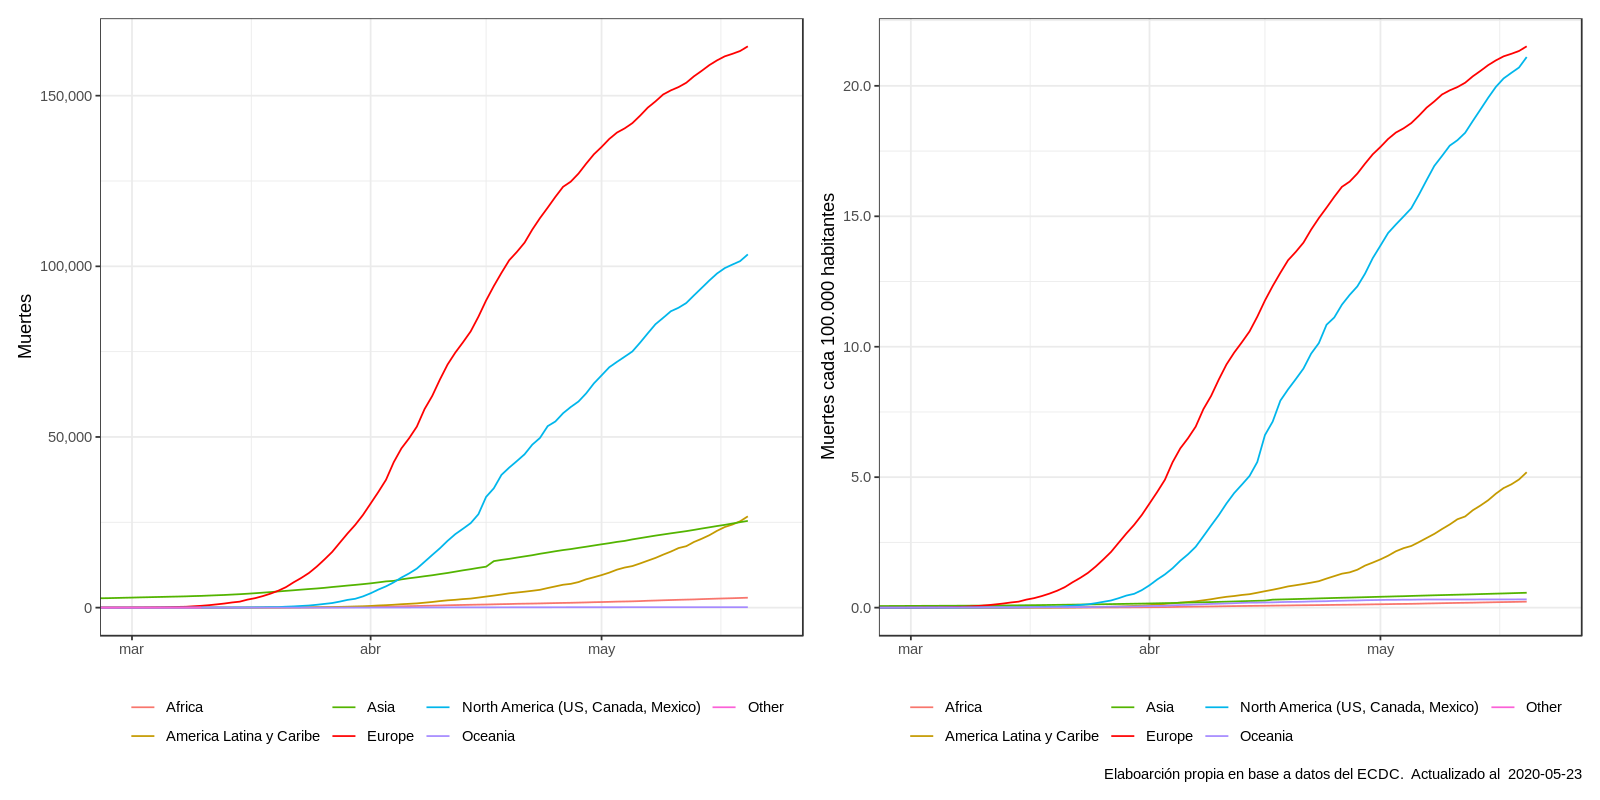 Muertes
150,000
100,000
50,000
0
mar
abr
may
Africa
Asia
North America (US, Canada, Mexico)
Other
America Latina y Caribe
Europe
Oceania
Muertes cada 100.000 habitantes
20.0
15.0
10.0
5.0
0.0
mar
abr
may
Africa
Asia
North America (US, Canada, Mexico)
Other
America Latina y Caribe
Europe
Oceania
Elaboarción propia en base a datos del ECDC.  Actualizado al  2020-05-23